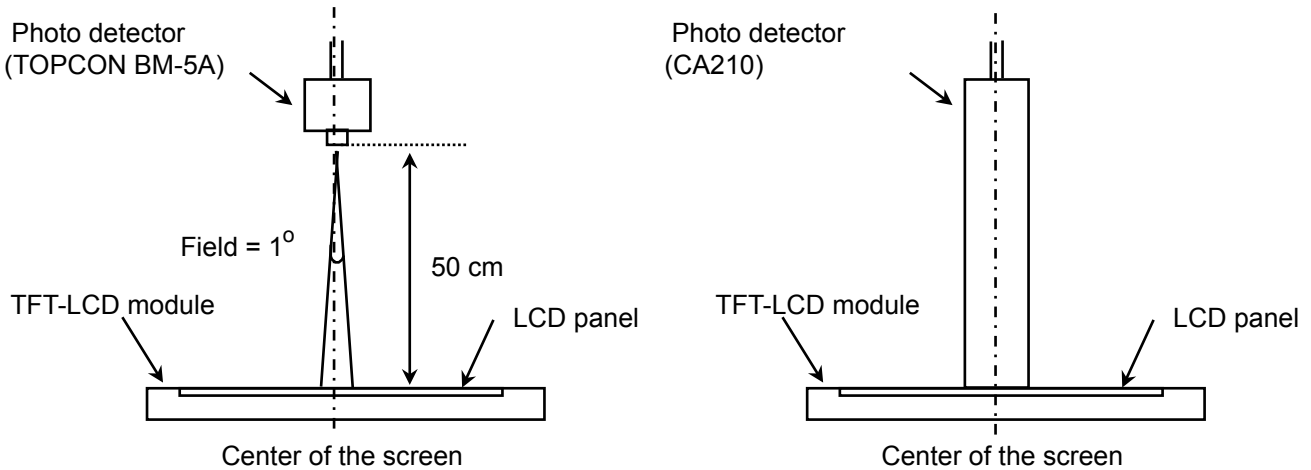 Photo detector
(TOPCON BM-5A)
Field = 1°
50 cm
TFT-LCD module
LCD panel
Center of the screen
Photo detector
(CA210)
TFT-LCD module
LCD panel
Center of the screen